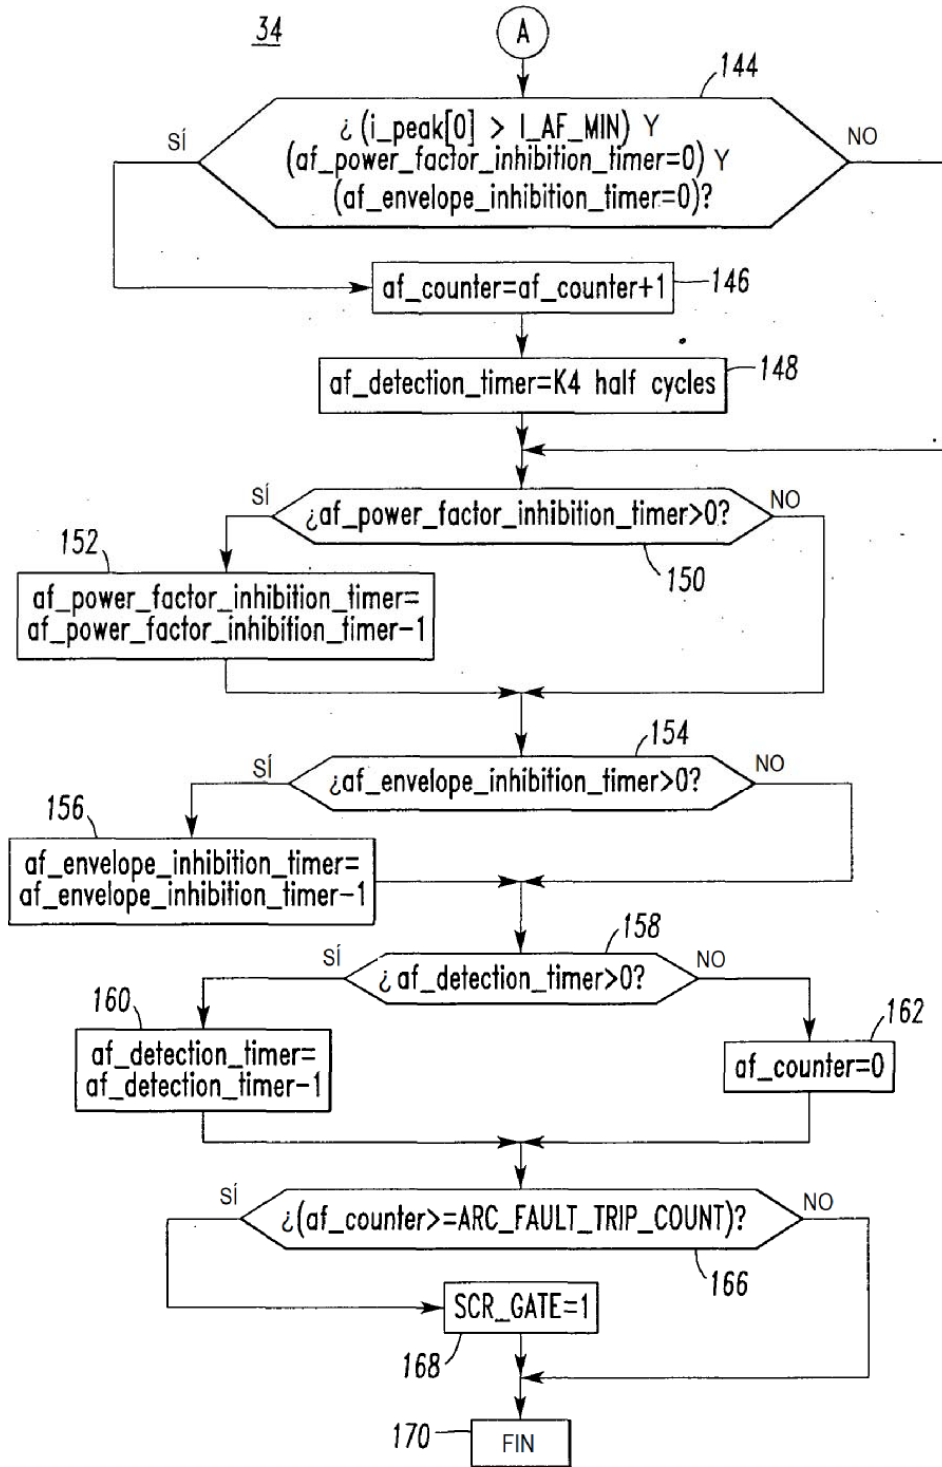 34
A
144
¿ (i_peak[0] > I_AF_MIN) Y
SÍ
NO
(af_power_factor_inhibition_timer=0) Y
(af_envelope_inhibition_timer=0)?
af_counter=af_counter+1
146
af_detection_timer=K4 half cycles
148
SÍ
¿af_power_factor_inhibition_timer>0?
NO
150
152
af_power_factor_inhibition_timer=
af_power_factor_inhibition_timer-1
154
SÍ
¿af_envelope_inhibition_timer>0?
NO
156
af_envelope_inhibition_timer=
af_envelope_inhibition_timer-1
158
SÍ
¿af_detection_timer>0?
NO
160
af_detection_timer=
af_detection_timer-1
162
af_counter=0
SÍ
¿(af_counter>=ARC_FAULT_TRIP_COUNT)?
NO
166
SCR_GATE=1
168
170
FIN